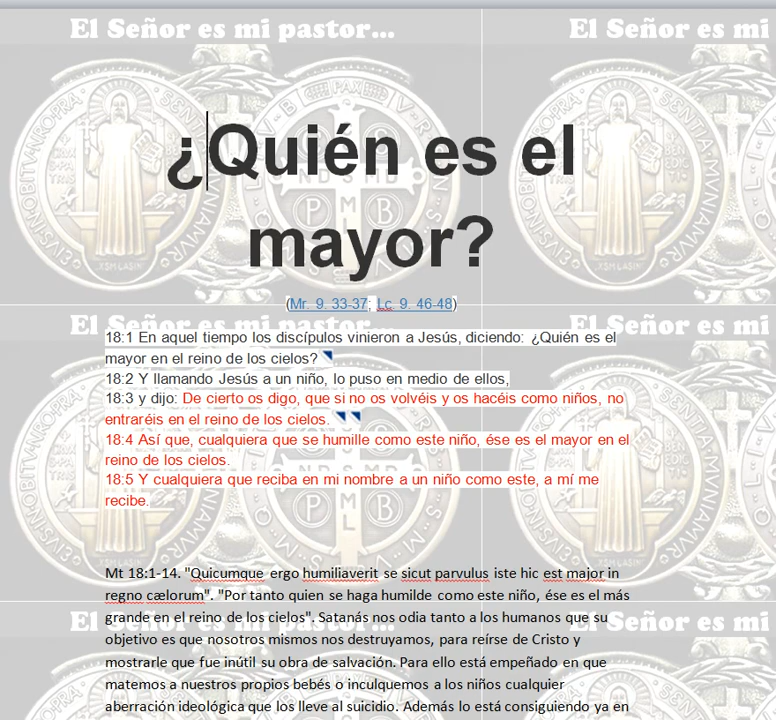 El Señor es mi pastor...
El Señor es mi
¿Quién es el
mayor?
(Mr. 9. 33-37; Lc. 9. 46-48)
El Señor es mi pastor
El Señor es mi
18:1 En aquel tiempo los discípulos vinieron a Jesús, diciendo: ¿Quién es el
mayor en el reino de los cielos?
18:2 Y llamando Jesús a un niño, lo puso en medio de ellos,
18:3 y dijo: De cierto os digo, que si no os volvéis y os hacéis como niños, no
entraréis en el reino de los cielos.
18:4 Así que, cualquiera que se humille como este niño, ése es el mayor en el
reino de los cielos.
18:5 Y cualquiera que reciba en mi nombre a un niño como este, a mí me
recibe.
Mt 18:1-14. "Quicumque ergo humiliaverit se sicut parvulus iste hic est major in
regno cælorum". "Por tanto quien se haga humilde como este niño, ése es el más
grande en el reino de los cielos". Satanás nos odia tanto a los humanos que su
El Señor es mi pastor...
El Señor es mi
objetivo es que nosotros mismos nos destruyamos, para reírse de Cristo y
mostrarle que fue inútil su obra de salvación. Para ello está empeñado en que
matemos a nuestros propios bebés o inculquemos a los niños cualquier
aberración ideológica que los lleve al suicidio. Además lo está consiguiendo ya en